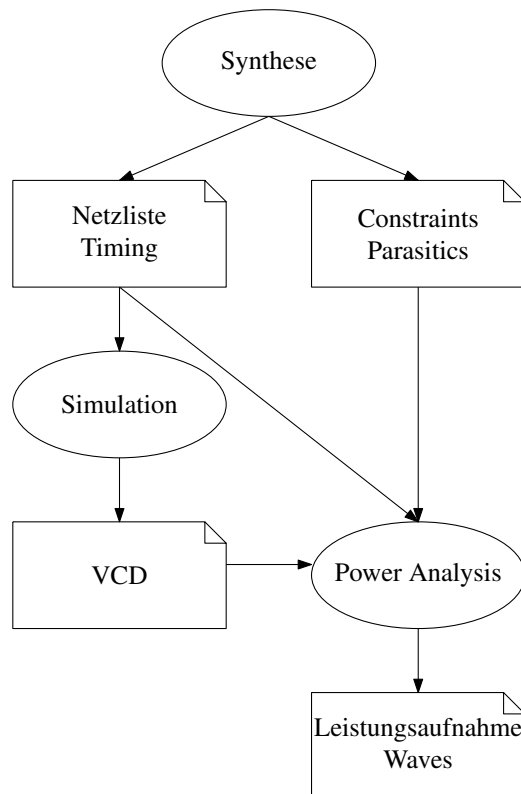 Synthese
Netzliste
Timing
Constraints
Parasitics
Simulation
VCD
Power Analysis
Leistungsaufnahme
Waves